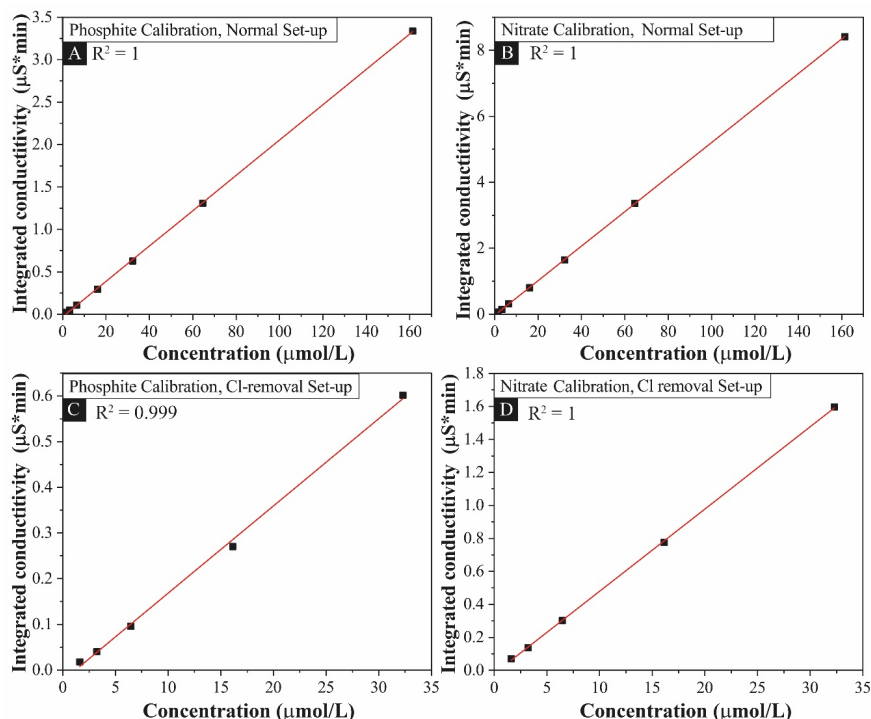 Phosphite Calibration, Normal Set-up
A
R² = 1
3.5
3.0
2.5
2.0
1.5
1.0
0.5
0.0
Integrated conductitivity (μS*min)
0 20 40 60 80 100 120 140 160
Concentration (μmol/L)
Nitrate Calibration, Normal Set-up
B
R² = 1
8
6
4
2
0
Integrated conductitivity (μS*min)
0 20 40 60 80 100 120 140 160
Concentration (μmol/L)
Phosphite Calibration, Cl-removal Set-up
C
R² = 0.999
0.6
0.5
0.4
0.3
0.2
0.1
0.0
Integrated conductitivity (μS*min)
0 5 10 15 20 25 30 35
Concentration (μmol/L)
Nitrate Calibration, Cl removal Set-up
D
R² = 1
1.8
1.6
1.4
1.2
1.0
0.8
0.6
0.4
0.2
0.0
Integrated conductitivity (μS*min)
0 5 10 15 20 25 30 35
Concentration (μmol/L)